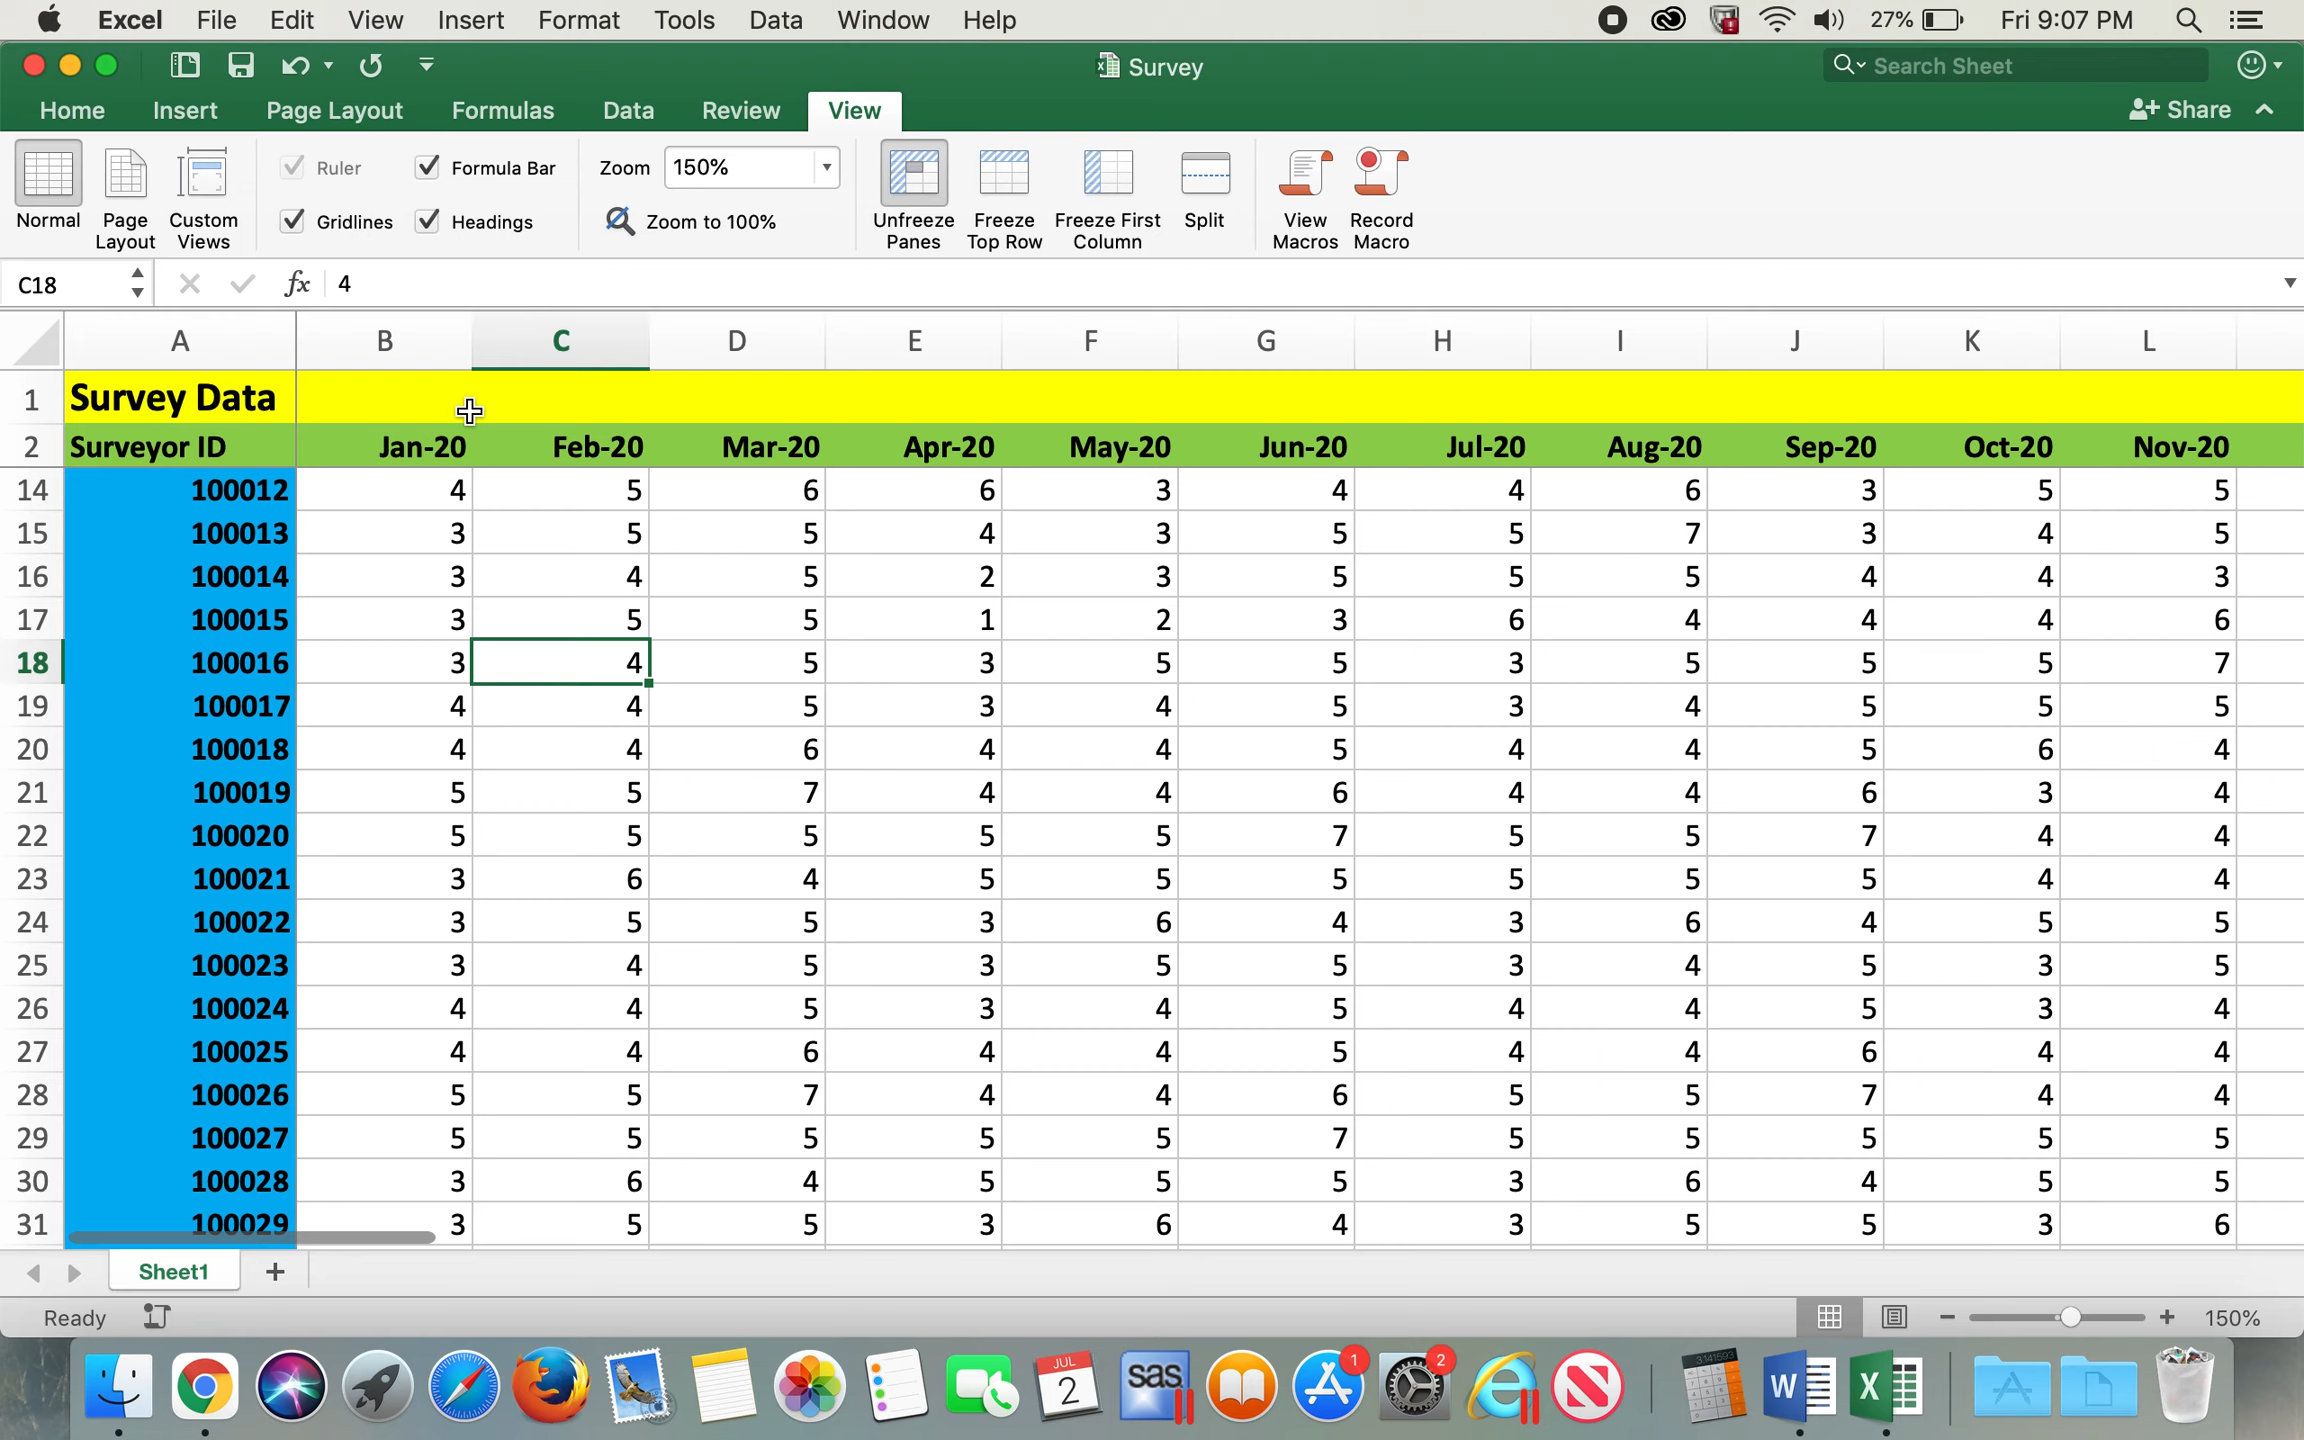 Excel File Edit View Insert Format Tools Data Window Help 27% Fri 9:07 PM
Survey Search Sheet
Home Insert Page Layout Formulas Data Review View Share
Ruler Formula Bar Zoom 150%
Normal Page Layout Custom Views Gridlines Headings Zoom to 100% Unfreeze Panes Freeze Top Row Freeze First Column Split View Macros Record Macro
C18 fx 4
A B C D E F G H I J K L
1 Survey Data
2 Surveyor ID Jan-20 Feb-20 Mar-20 Apr-20 May-20 Jun-20 Jul-20 Aug-20 Sep-20 Oct-20 Nov-20
14 100012 4 5 6 6 3 4 4 6 3 5 5
15 100013 3 5 5 4 3 5 5 7 3 4 5
16 100014 3 4 5 2 3 5 5 5 4 4 3
17 100015 3 5 5 1 2 3 6 4 4 4 6
18 100016 3 4 5 3 5 5 3 5 5 5 7
19 100017 4 4 5 3 4 5 3 4 5 5 5
20 100018 4 4 6 4 4 5 4 4 5 6 4
21 100019 5 5 7 4 4 6 4 4 6 3 4
22 100020 5 5 5 5 5 7 5 5 7 4 4
23 100021 3 6 4 5 5 5 5 5 5 4 4
24 100022 3 5 5 3 6 4 3 6 4 5 5
25 100023 3 4 5 3 5 5 3 4 5 3 5
26 100024 4 4 5 3 4 5 4 4 5 3 4
27 100025 4 4 6 4 4 5 4 4 6 4 4
28 100026 5 5 7 4 4 6 5 5 7 4 4
29 100027 5 5 5 5 5 7 5 5 5 5 5
30 100028 3 6 4 5 5 5 3 6 4 5 5
31 100029 3 5 5 3 6 4 3 5 5 3 6
Sheet1
Ready 150%
JUL 2 sas 1 2 3.141593 W X